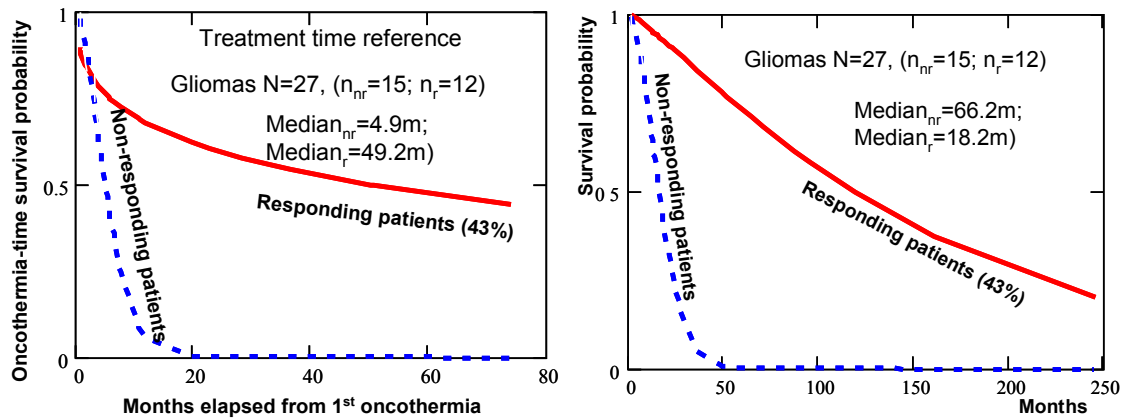 Oncothermia-time survival probability
1
0.5
0
Treatment time reference
Gliomas N=27, (nnr=15; nr=12)
Mediannr=4.9m;
Medianr=49.2m)
Non-responding patients
Responding patients (43%)
0
20
40
60
80
Months elapsed from 1st oncothermia
Survival probability
1
0 5
0
Gliomas N=27, (nnr=15; nr=12)
Mediannr=66.2m;
Medianr=18.2m)
Non-responding
patients
Responding patients (43%)
0
50
100
150
200
250
Months